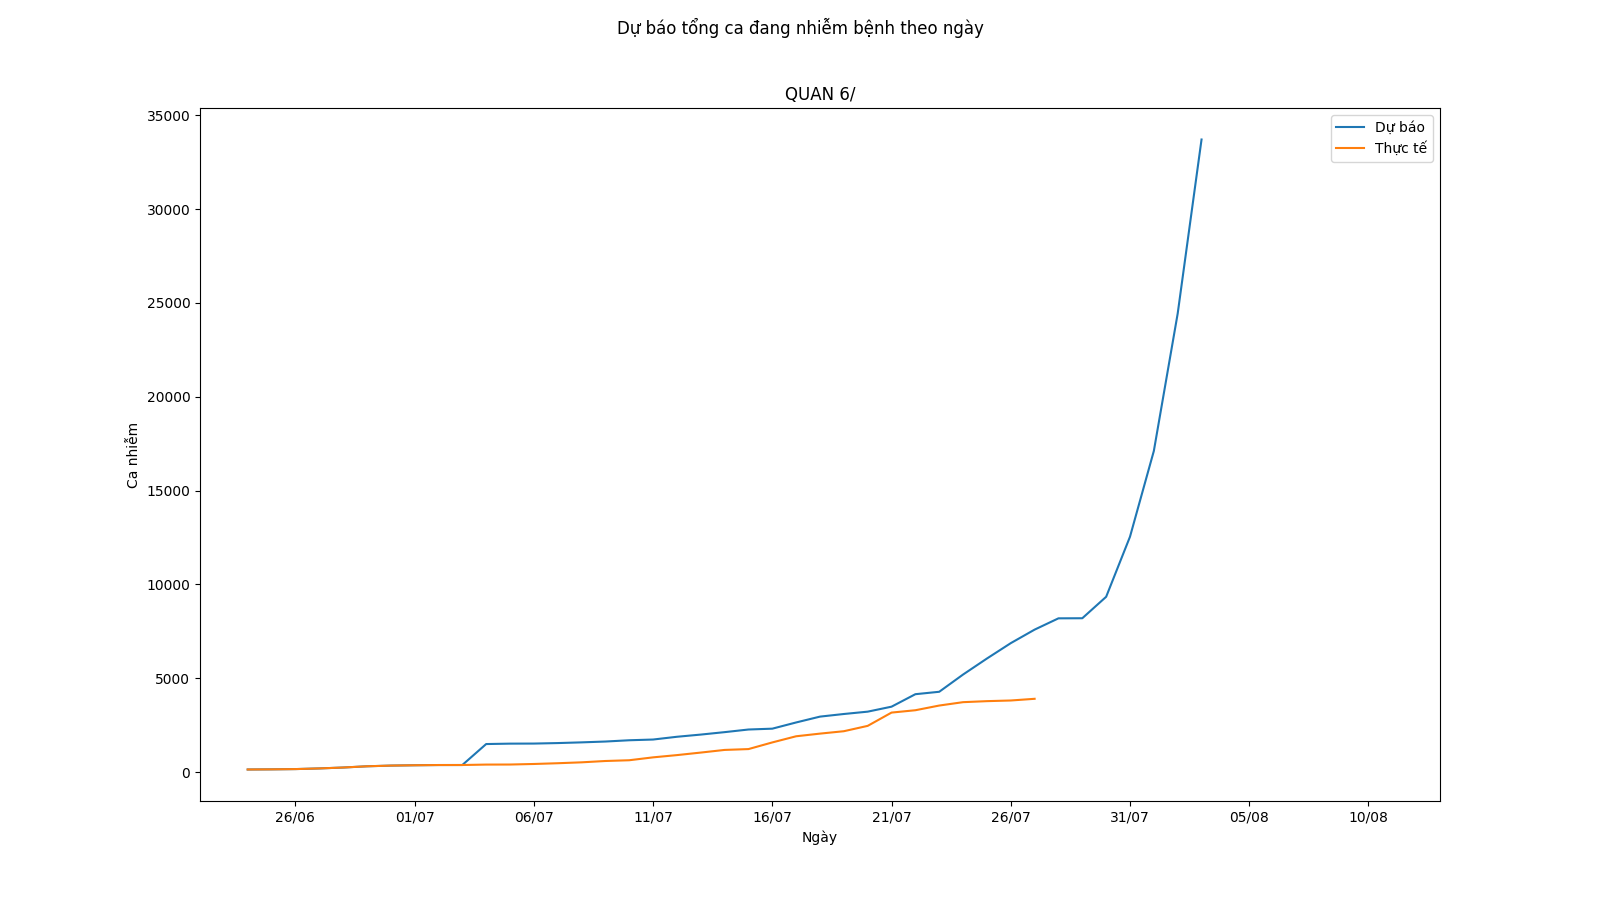 Dự báo tổng ca đang nhiễm bệnh theo ngày
QUAN 6/
35000
30000
25000
20000
15000
10000
5000
0
Ca nhiễm
Dự báo
Thực tế
26/06 01/07 06/07 11/07 16/07 21/07 26/07 31/07 05/08 10/08
Ngày